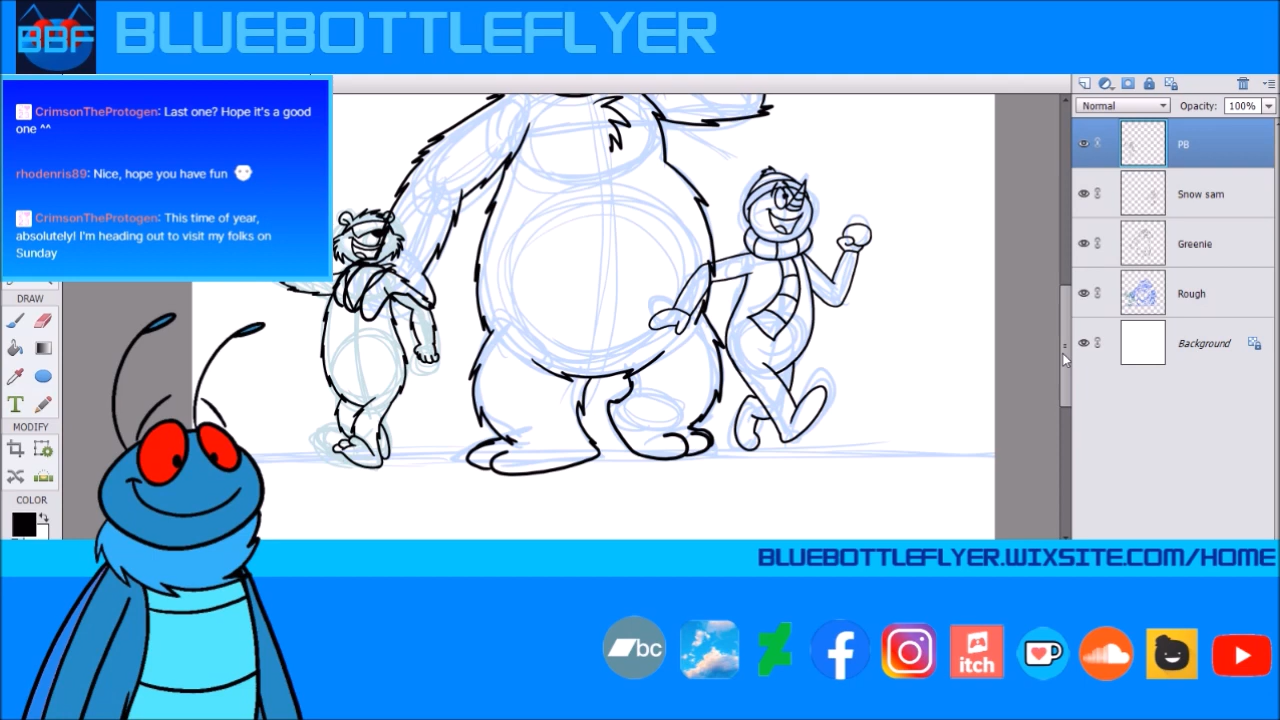 BBF
BLUEBOTTLEFLYER
CrimsonTheProtogen: Last one? Hope it's a good
one ^^
rhodenris89: Nice, hope you have fun
CrimsonTheProtogen: This time of year,
absolutely! I'm heading out to visit my folks on
Sunday
Normal
Opacity: 100%
PB
Snow sam
Greenie
Rough
Background
DRAW
T
MODIFY
COLOR
BLUEBOTTLEFLYER.WIXSITE.COM/HOME
bc
itch